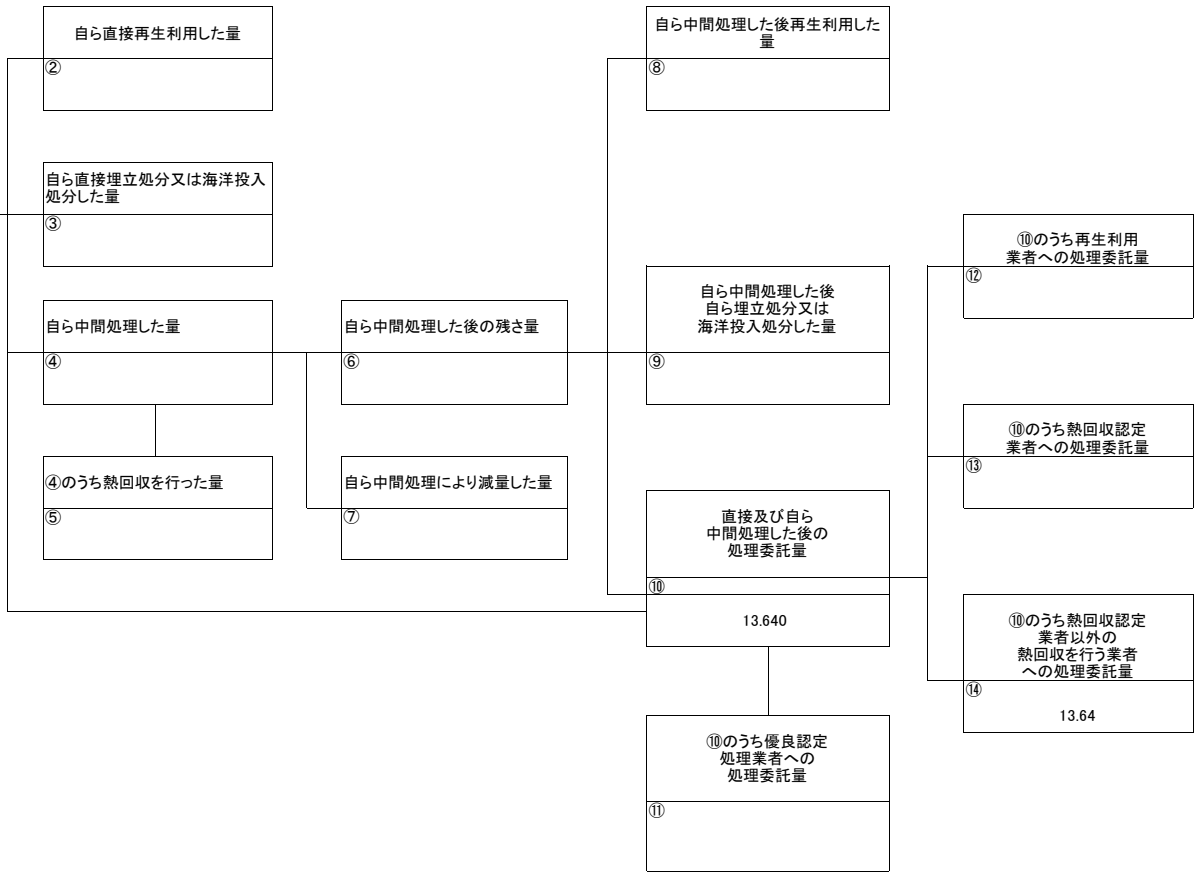 自ら直接再生利用した量
②
自ら直接埋立処分又は海洋投入
処分した量
③
自ら中間処理した量
④
④のうち熱回収を行った量
⑤
自ら中間処理した後の残さ量
⑥
自ら中間処理により減量した量
⑦
自ら中間処理した後再生利用した
量
⑧
自ら中間処理した後
自ら埋立処分又は
海洋投入処分した量
⑨
直接及び自ら
中間処理した後の
処理委託量
⑩
13.640
⑩のうち優良認定
処理業者への
処理委託量
⑪
⑩のうち再生利用
業者への処理委託量
⑫
⑩のうち熱回収認定
業者への処理委託量
⑬
⑩のうち熱回収認定
業者以外の
熱回収を行う業者
への処理委託量
⑭
13.64